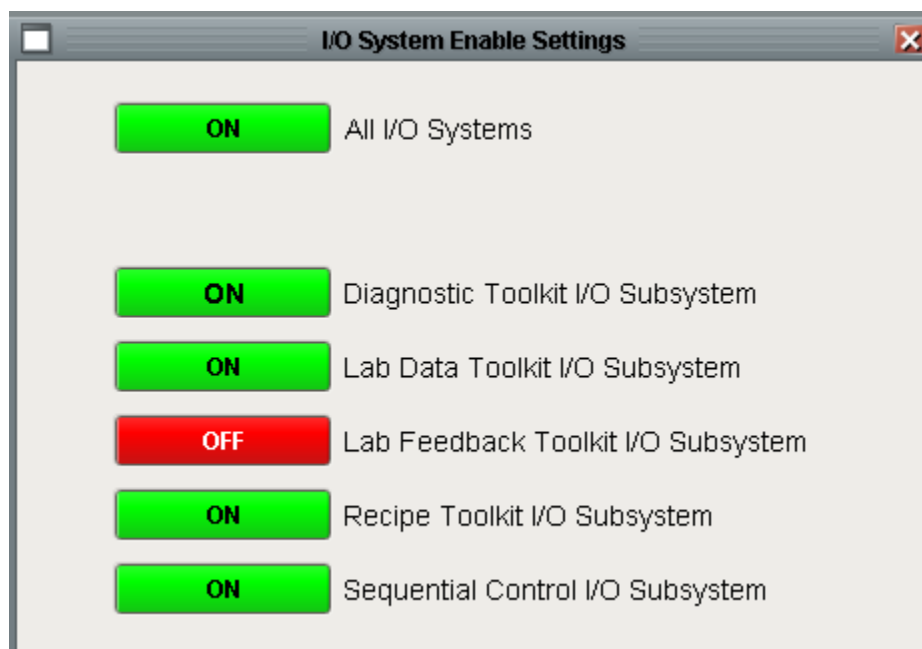 I/O System Enable Settings
ON All I/O Systems
ON Diagnostic Toolkit I/O Subsystem
ON Lab Data Toolkit I/O Subsystem
OFF Lab Feedback Toolkit I/O Subsystem
ON Recipe Toolkit I/O Subsystem
ON Sequential Control I/O Subsystem